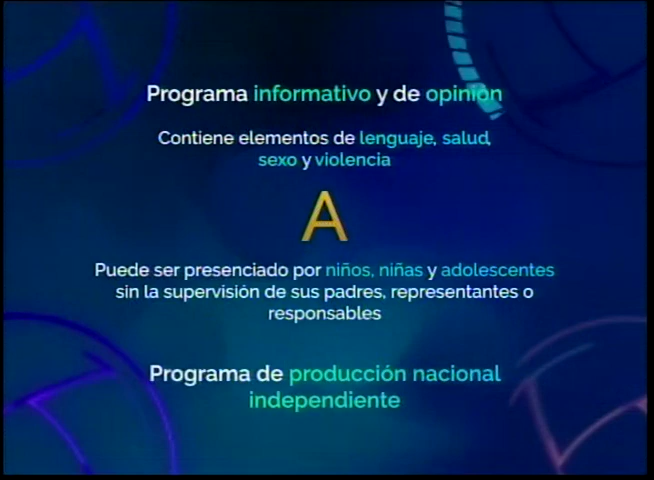 Programa informativo y de opinión
Contiene elementos de lenguaje, salud,
sexo y violencia
A
Puede ser presenciado por niños, niñas y adolescentes
sin la supervisión de sus padres, representantes o
responsables
Programa de producción nacional
independiente